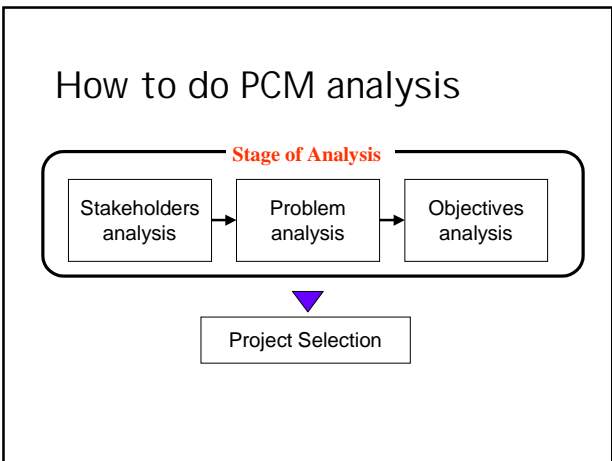 How to do PCM analysis
Stage of Analysis
Stakeholders
analysis
Problem
analysis
Objectives
analysis
Project Selection